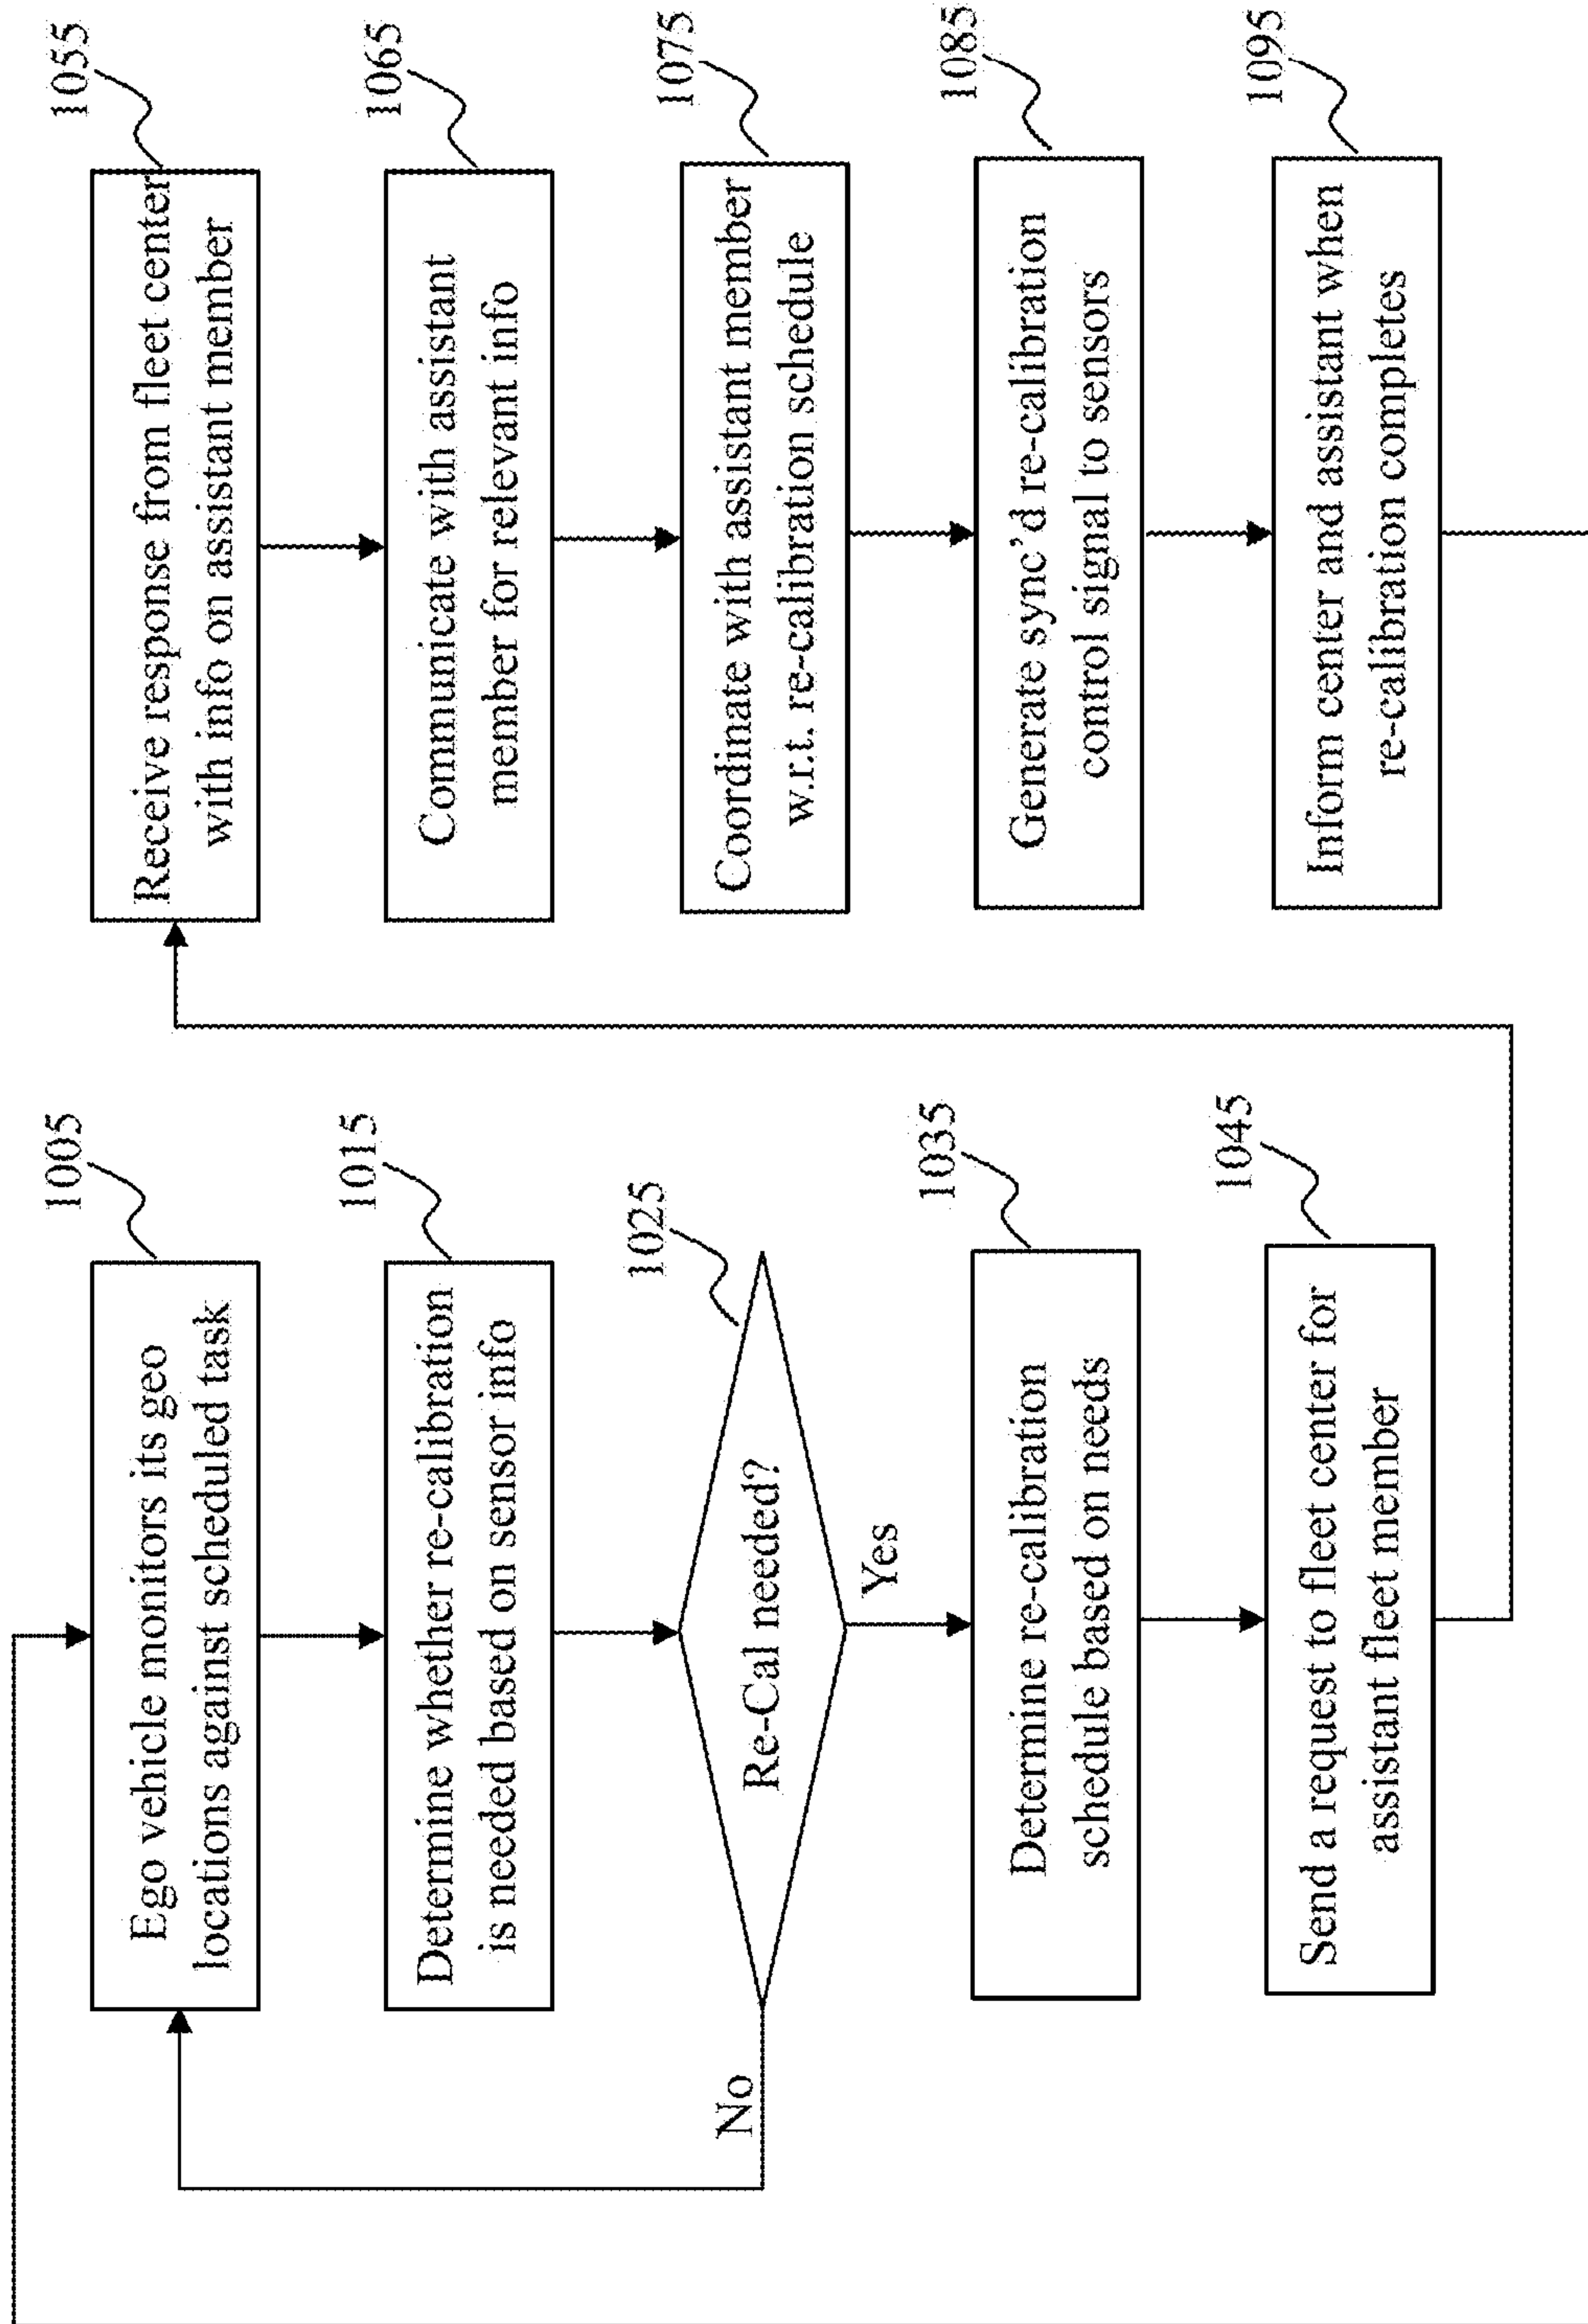 1005
Ego vehicle monitors its geo
locations against scheduled task
1015
Determine whether re-calibration
is needed based on sensor info
1025
Re-Cal needed?
No
Yes
1035
Determine re-calibration
schedule based on needs
1045
Send a request to fleet center for
assistant fleet member
1055
Receive response from fleet center
with info on assistant member
1065
Communicate with assistant
member for relevant info
1075
Coordinate with assistant member
w.r.t. re-calibration schedule
1085
Generate sync'd re-calibration
control signal to sensors
1095
Inform center and assistant when
re-calibration completes